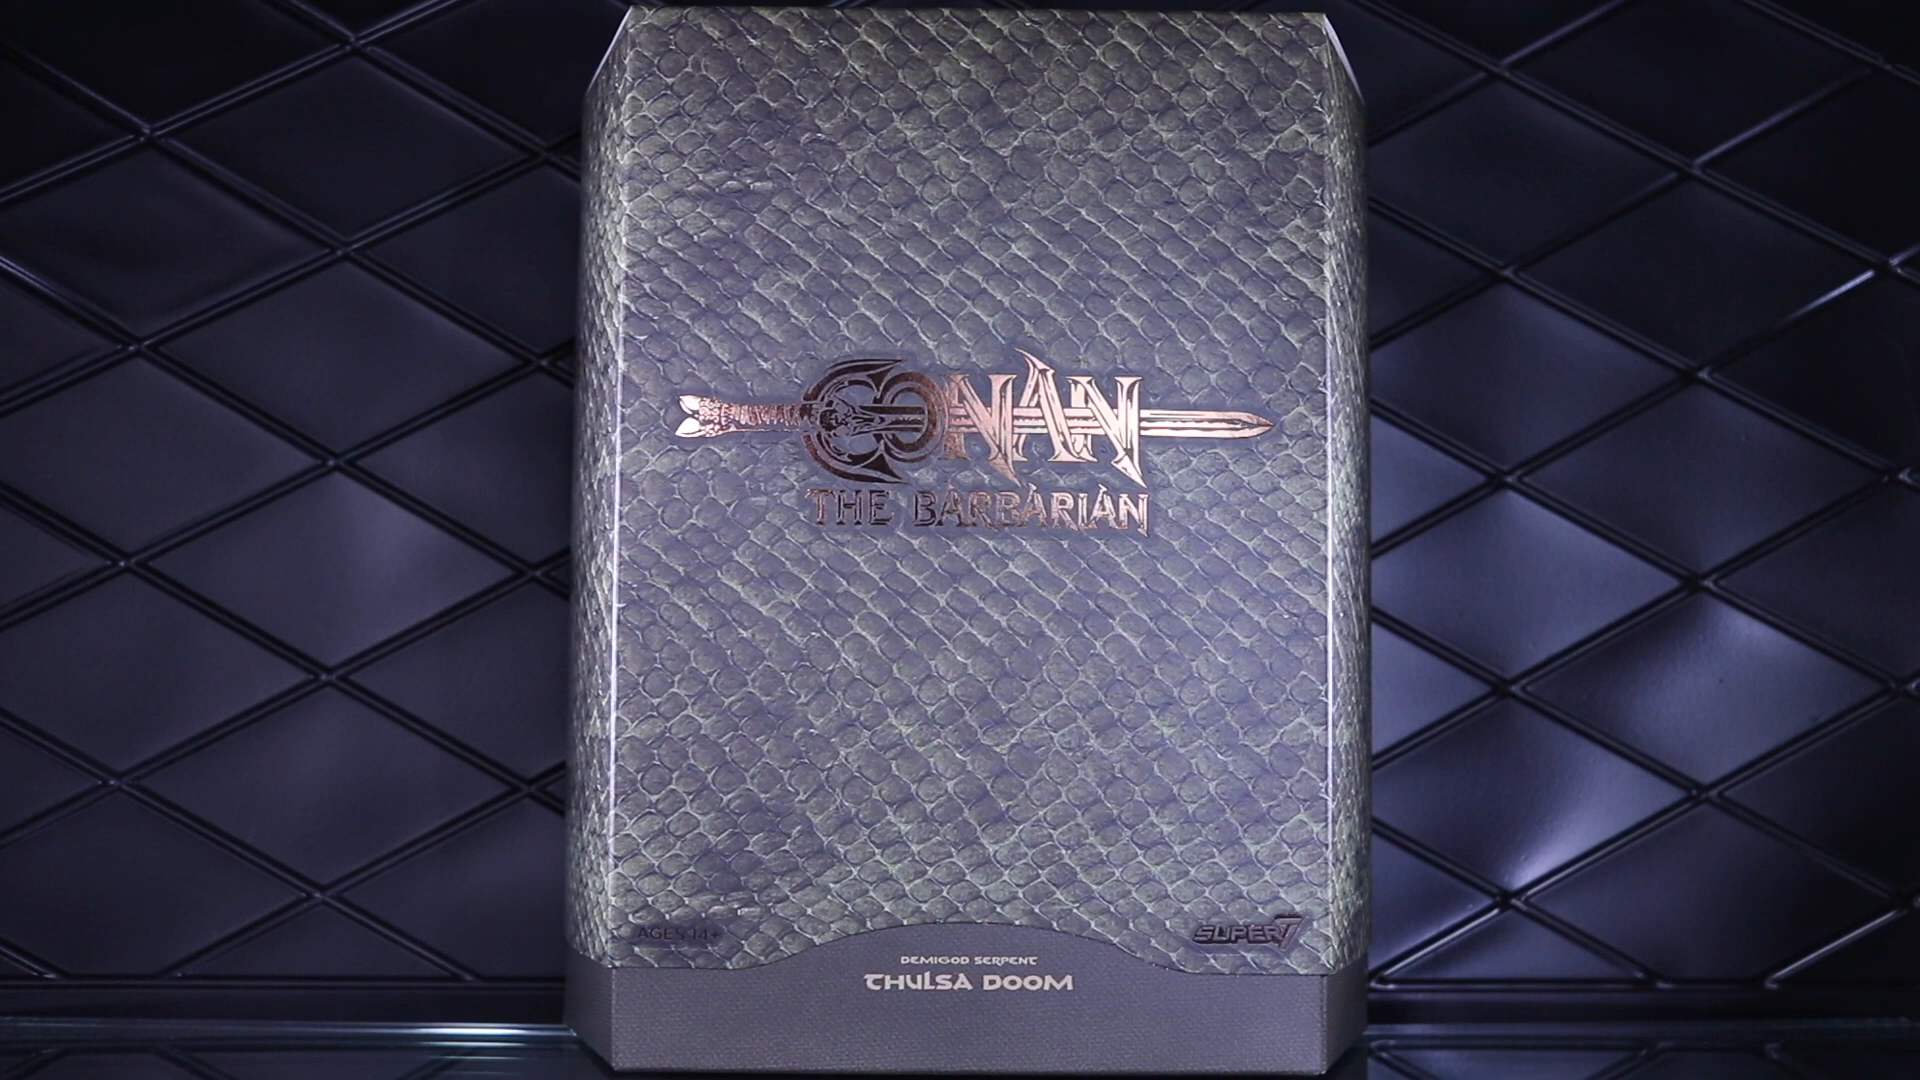 CONAN
THE BARBARIAN
AGES 14+
SUPER7
DEMIGOD SERPENT
THULSA DOOM